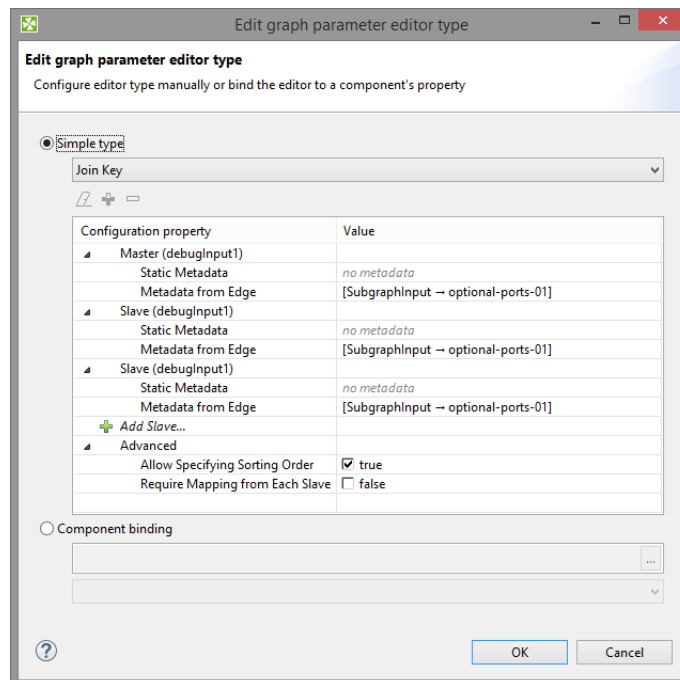 Edit graph parameter editor type
Edit graph parameter editor type
Configure editor type manually or bind the editor to a component's property
Simple type
Join Key
Configuration property Value
Master (debugInput1)
Static Metadata no metadata
Metadata from Edge [SubgraphInput → optional-ports-01]
Slave (debugInput1)
Static Metadata no metadata
Metadata from Edge [SubgraphInput → optional-ports-01]
Slave (debugInput1)
Static Metadata no metadata
Metadata from Edge [SubgraphInput → optional-ports-01]
Add Slave...
Advanced
Allow Specifying Sorting Order true
Require Mapping from Each Slave false
Component binding
...
OK Cancel